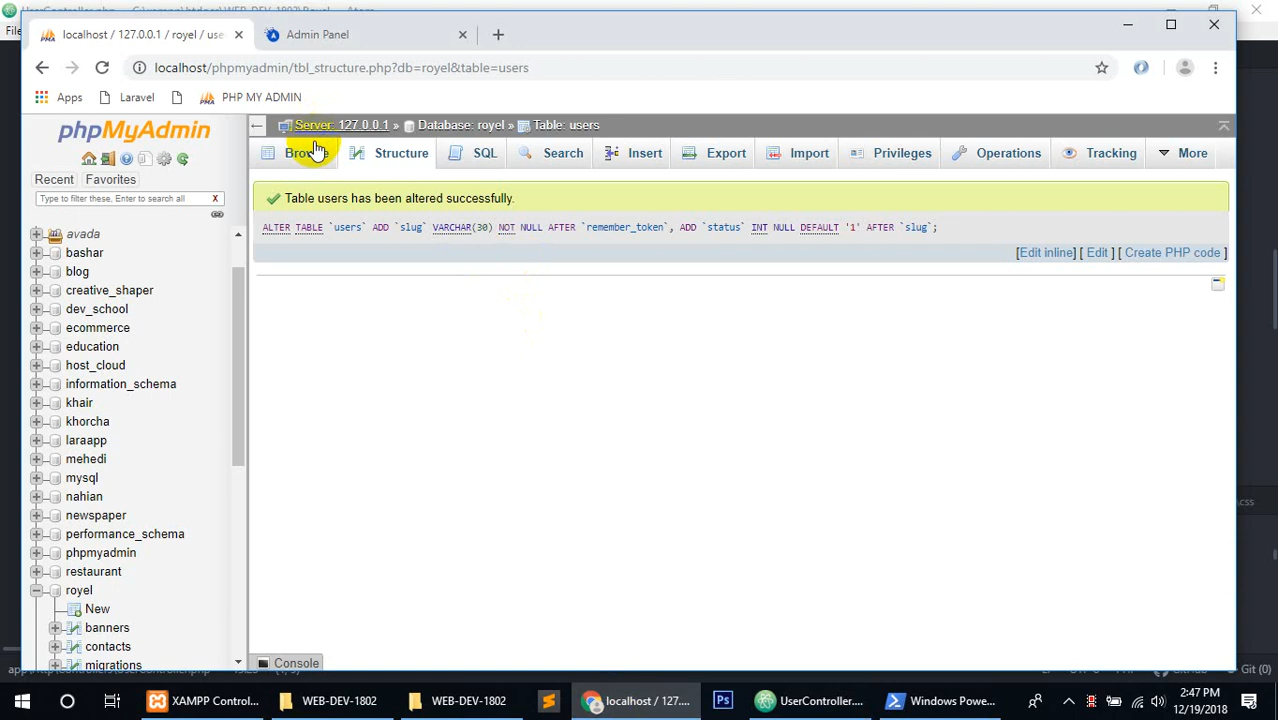 localhost / 127.0.0.1 / royel / use
Admin Panel
localhost/phpmyadmin/tbl_structure.php?db=royel&table=users
Apps
Laravel
PHP MY ADMIN
phpMyAdmin
Recent
Favorites
Type to filter these, Enter to search all
X
avada
bashar
blog
creative_shaper
dev_school
ecommerce
education
host_cloud
information_schema
khair
khorcha
laraapp
mehedi
mysql
nahian
newspaper
performance_schema
phpmyadmin
restaurant
royel
New
banners
contacts
migrations
Server: 127.0.0.1 » Database: royel » Table: users
Browse
Structure
SQL
Search
Insert
Export
Import
Privileges
Operations
Tracking
More
Table users has been altered successfully.
ALTER TABLE `users` ADD `slug` VARCHAR(30) NOT NULL AFTER `remember_token`, ADD `status` INT NULL DEFAULT '1' AFTER `slug`;
[Edit inline] [ Edit ] [ Create PHP code ]
Console
Git (0)
XAMPP Control...
WEB-DEV-1802
WEB-DEV-1802
localhost / 127....
Ps
UserController....
Windows Powe...
2:47 PM
12/19/2018